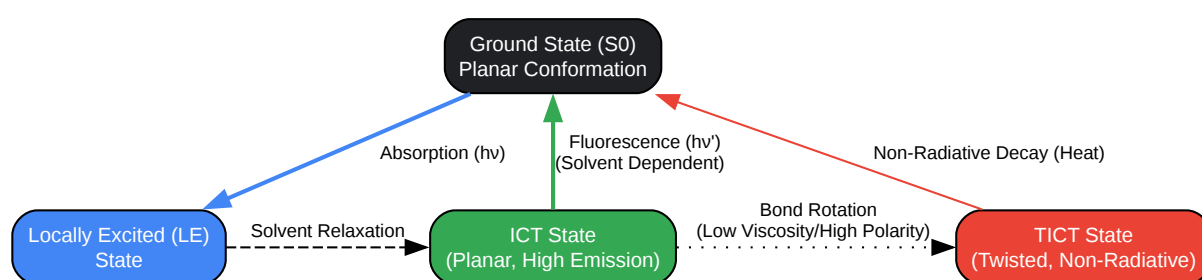 Ground State (S0)
Planar Conformation
Absorption (hν)
Fluorescence (hν')
(Solvent Dependent)
Non-Radiative Decay (Heat)
Locally Excited (LE)
State
Solvent Relaxation
ICT State
(Planar, High Emission)
Bond Rotation
(Low Viscosity/High Polarity)
TICT State
(Twisted, Non-Radiative)